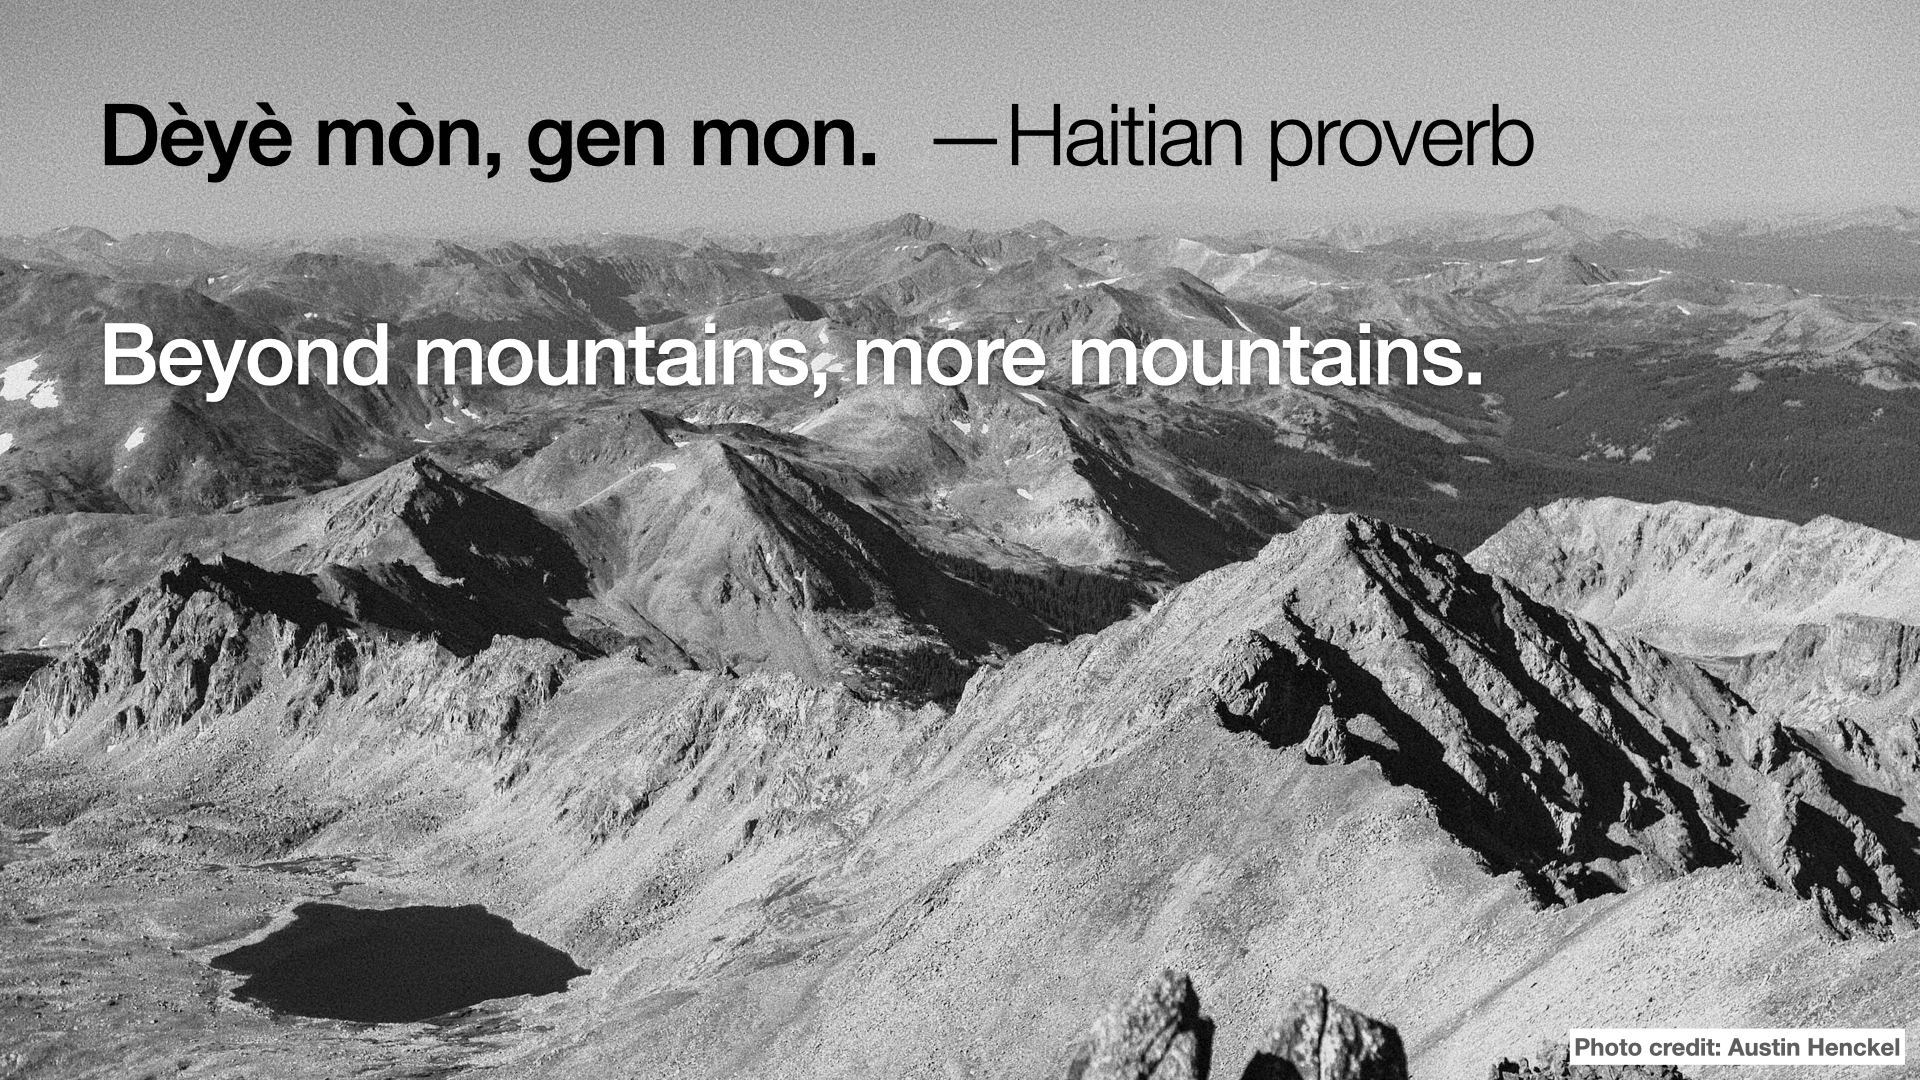 Dèyè mòn, gen mon. —Haitian proverb
Beyond mountains, more mountains.
Photo credit: Austin Henckel